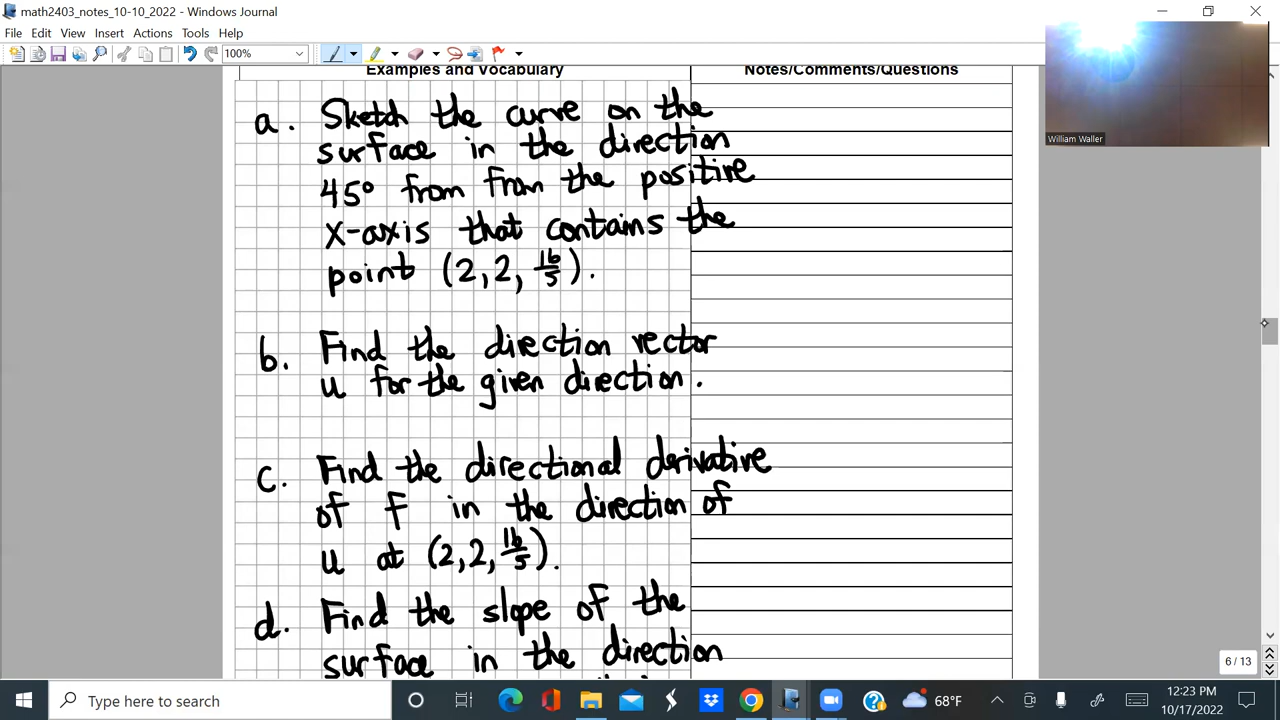 math2403_notes_10-10_2022 - Windows Journal
File Edit View Insert Actions Tools Help
100%
Examples and Vocabulary
Notes/Comments/Questions
William Waller
a. Sketch the curve on the
surface in the direction
45° from from the positive
x-axis that contains the
point (2, 2, 16/5).
b. Find the direction vector
u for the given direction.
c. Find the directional derivative
of f in the direction of
u at (2, 2, 16/5).
d. Find the slope of the
surface in the direction
6 / 13
Type here to search
68°F
12:23 PM
10/17/2022